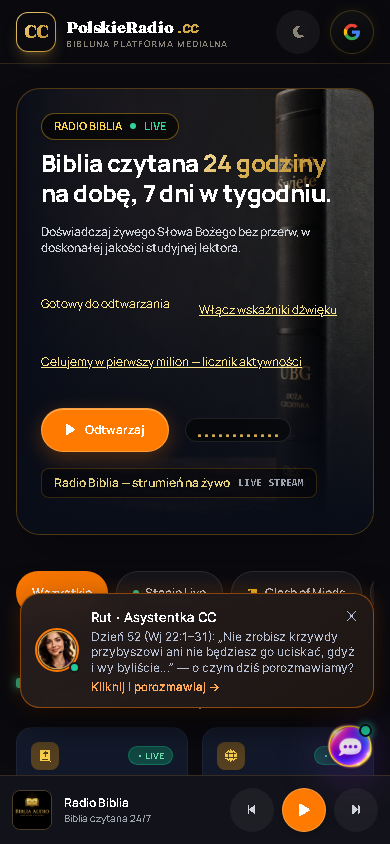 CC
PolskieRadio .cc
BIBLIJNA PLATFORMA MEDIALNA
RADIO BIBLIA • LIVE
Biblia czytana 24 godziny
na dobę, 7 dni w tygodniu.
Doświadczaj żywego Słowa Bożego bez przerw, w
doskonałej jakości studyjnej lektora.
Gotowy do odtwarzania
Włącz wskaźniki dźwięku
Celujemy w pierwszy milion — licznik aktywności
UBG
DUŻA
CZCIONKA
Odtwarzaj
Radio Biblia — strumień na żywo LIVE STREAM
Wszystkie
Stacje Live
Clash of Minds
Rut · Asystentka CC
Dzień 52 (Wj 22:1–31): „Nie zrobisz krzywdy
przybyszowi ani nie będziesz go uciskać, gdyż
i wy byliście...” — o czym dziś porozmawiamy?
Kliknij i porozmawiaj →
• LIVE
Radio Biblia
Biblia czytana 24/7